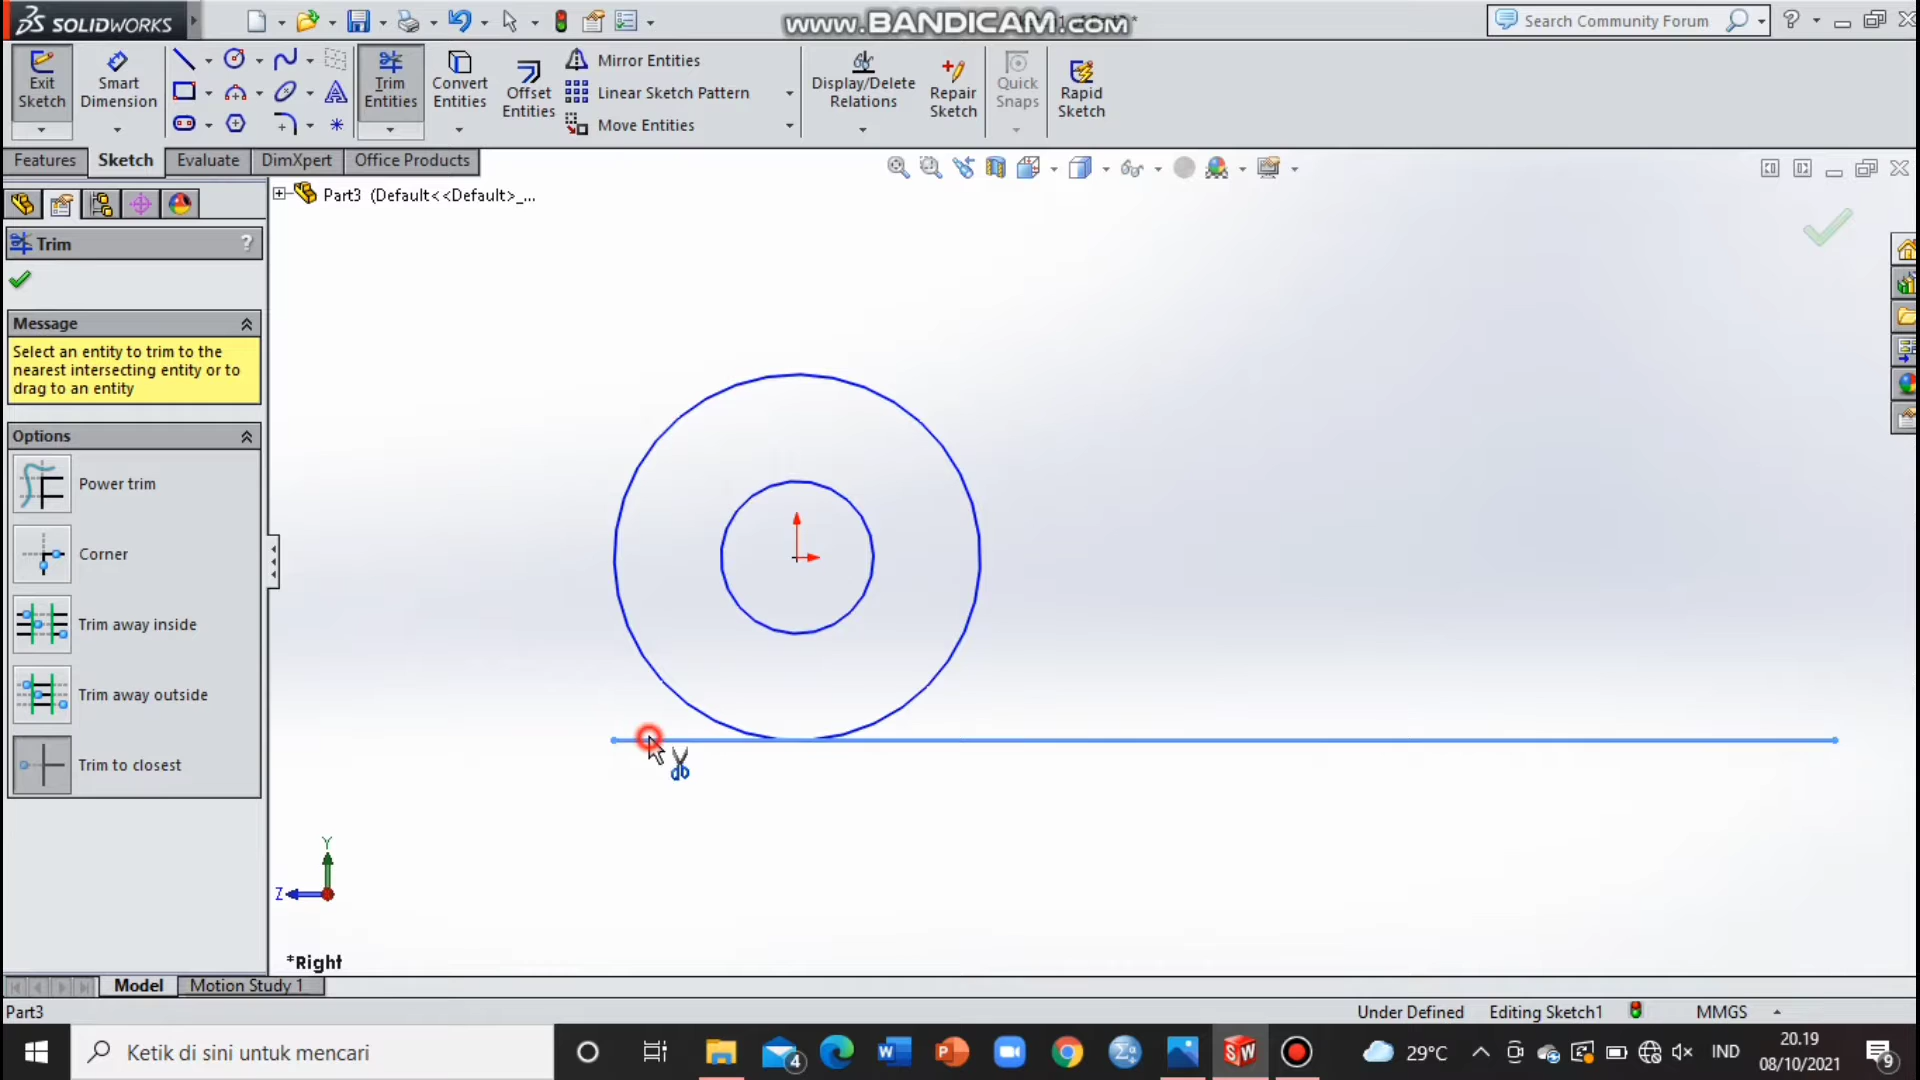 SOLIDWORKS
www.BANDICAM.com
Search Community Forum
Exit Sketch
Smart Dimension
Trim Entities
Convert Entities
Offset Entities
Mirror Entities
Linear Sketch Pattern
Move Entities
Display/Delete Relations
Repair Sketch
Quick Snaps
Rapid Sketch
Features
Sketch
Evaluate
DimXpert
Office Products
Part3 (Default<<Default>_...
Trim
?
Message
Select an entity to trim to the
nearest intersecting entity or to
drag to an entity
Options
Power trim
Corner
Trim away inside
Trim away outside
Trim to closest
Y
Z
*Right
Model
Motion Study 1
Part3
Under Defined
Editing Sketch1
MMGS
Ketik di sini untuk mencari
4
29°C
IND
20.19
08/10/2021
9